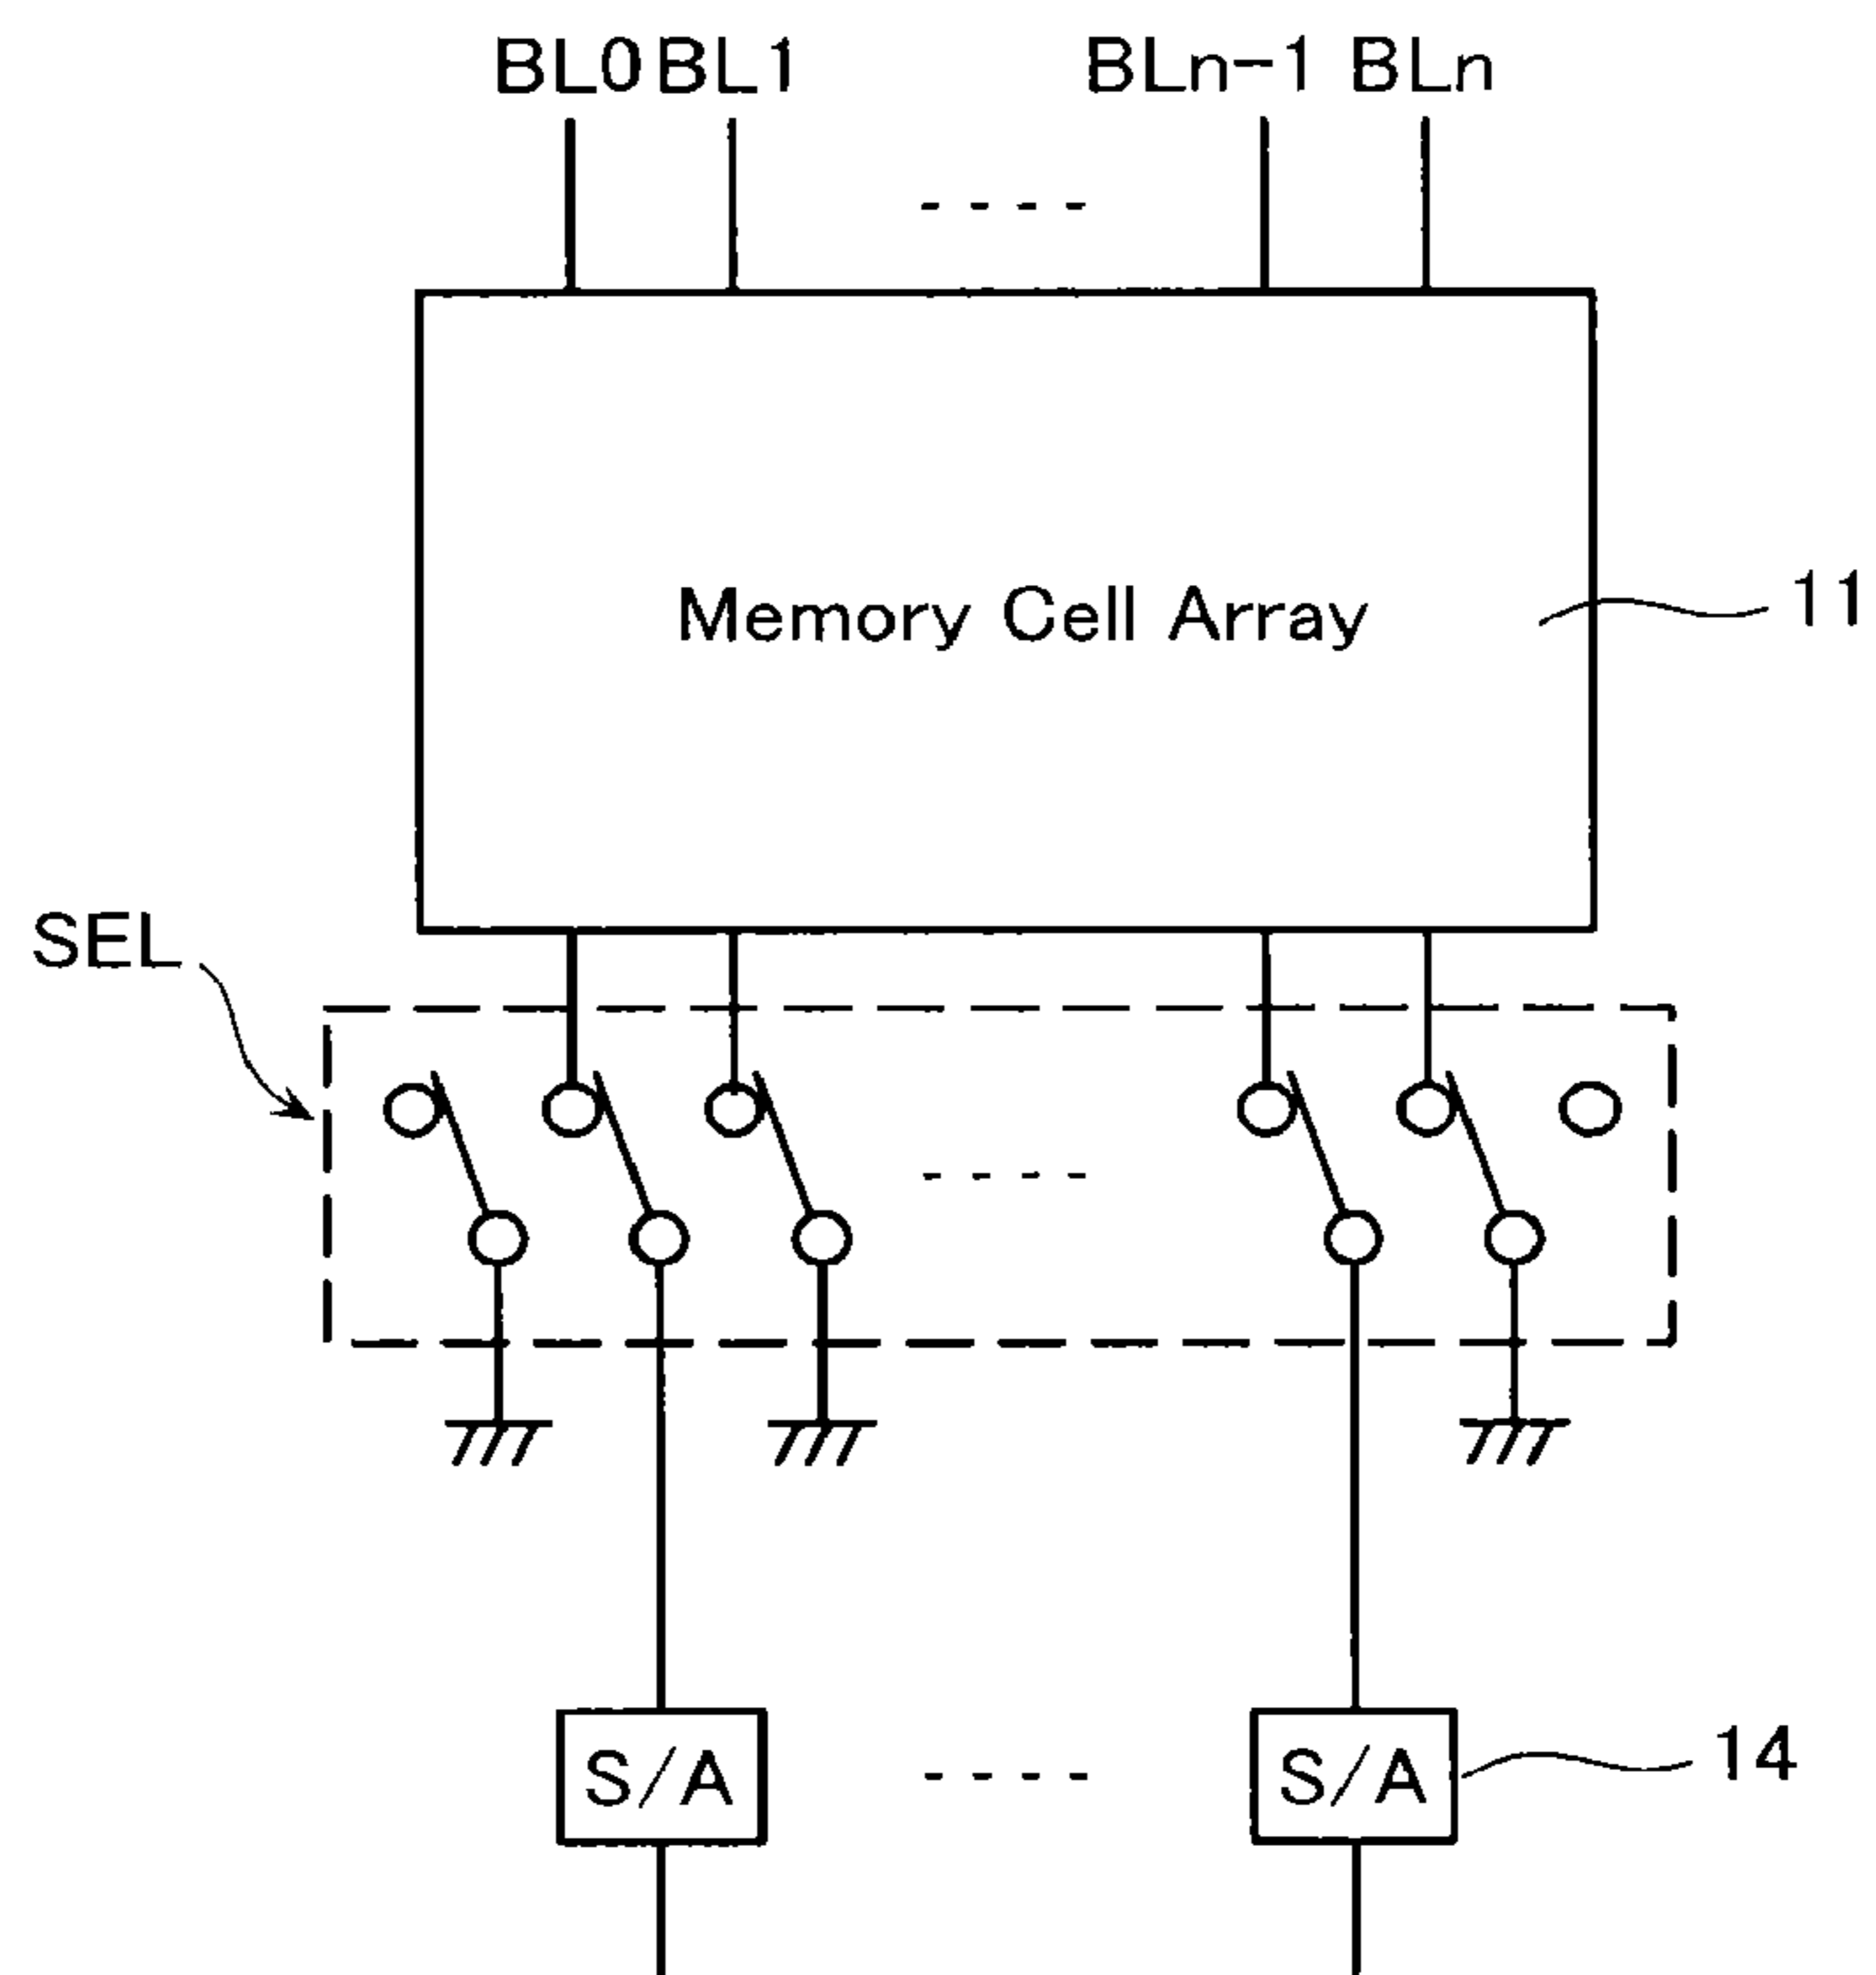 BL0 BL1 BLn-1 BLn
Memory Cell Array
11
SEL
S/A S/A
14